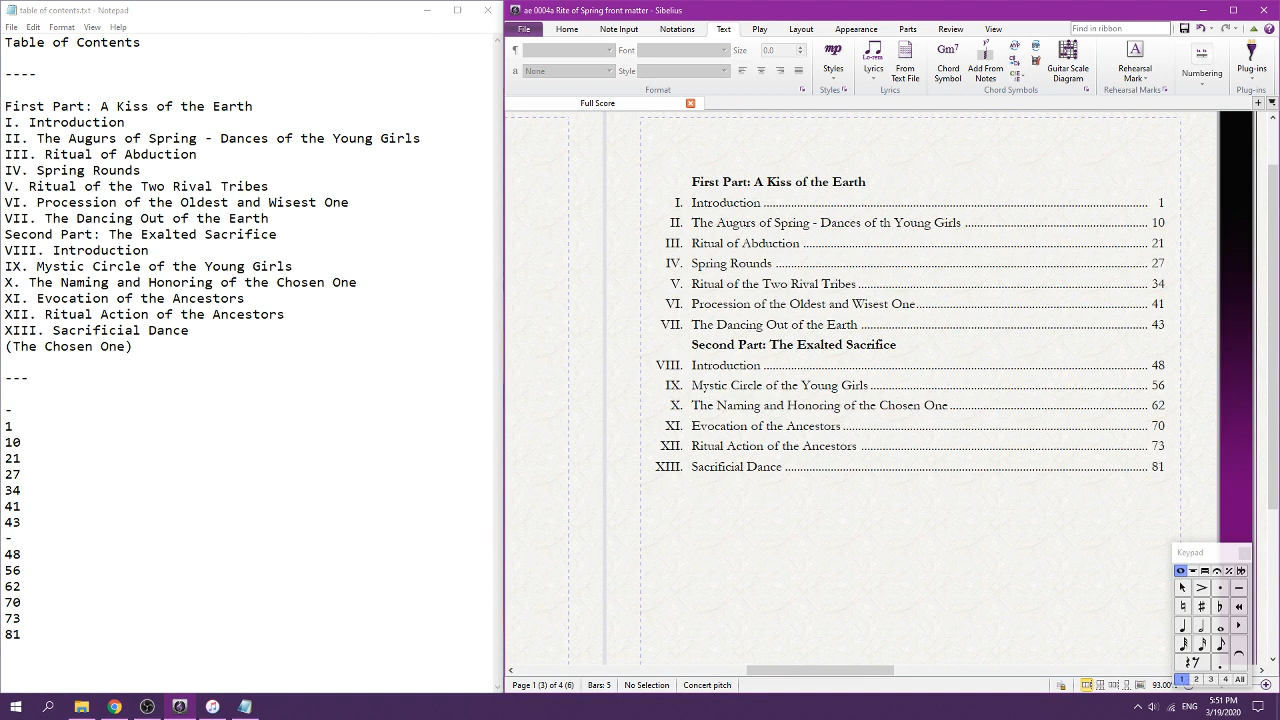 table of contents.txt - Notepad
File Edit Format View Help
Table of Contents
----
First Part: A Kiss of the Earth
I. Introduction
II. The Augurs of Spring - Dances of the Young Girls
III. Ritual of Abduction
IV. Spring Rounds
V. Ritual of the Two Rival Tribes
VI. Procession of the Oldest and Wisest One
VII. The Dancing Out of the Earth
Second Part: The Exalted Sacrifice
VIII. Introduction
IX. Mystic Circle of the Young Girls
X. The Naming and Honoring of the Chosen One
XI. Evocation of the Ancestors
XII. Ritual Action of the Ancestors
XIII. Sacrificial Dance
(The Chosen One)
---
-
1
10
21
27
34
41
43
-
48
56
62
70
73
81
ae 0004a Rite of Spring front matter - Sibelius
File Home Note Input Notations Text Play Layout Appearance Parts Review View Find in ribbon
Font Size 0.0
a None Style
Format
mp Styles
Styles
Lyrics From Text File
Lyrics
Gm7 Chord Symbol Add From Notes Guitar Scale Diagram
Chord Symbols
A Rehearsal Mark
Rehearsal Marks
Numbering
Plug-ins
Plug-ins
Full Score
First Part: A Kiss of the Earth
I. Introduction 1
II. The Augurs of Spring - Dances of th Young Girls 10
III. Ritual of Abduction 21
IV. Spring Rounds 27
V. Ritual of the Two Rival Tribes 34
VI. Procession of the Oldest and Wisest One 41
VII. The Dancing Out of the Earth 43
Second Part: The Exalted Sacrifice
VIII. Introduction 48
IX. Mystic Circle of the Young Girls 56
X. The Naming and Honoring of the Chosen One 62
XI. Evocation of the Ancestors 70
XII. Ritual Action of the Ancestors 73
XIII. Sacrificial Dance 81
Keypad
1 2 3 4 All
Page 1 (3) of 4 (6) Bars: 5 No Selection Concert pitch 93.00%
ENG 5:51 PM
3/19/2020